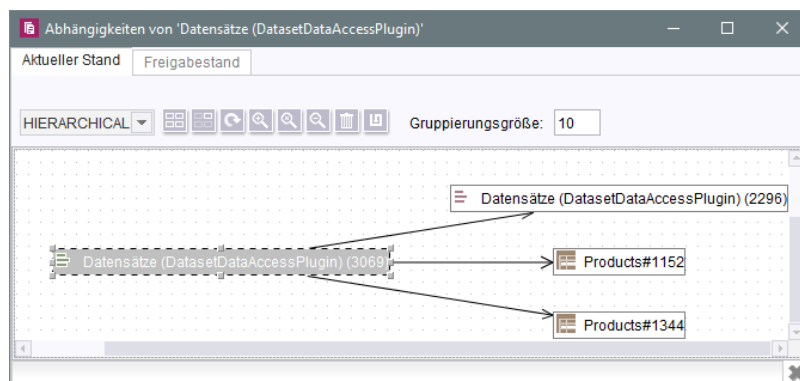 Abhängigkeiten von 'Datensätze (DatasetDataAccessPlugin)'
Aktueller Stand Freigabestand
HIERARCHICAL Gruppierungsgröße: 10
Datensätze (DatasetDataAccessPlugin) (2296)
Datensätze (DatasetDataAccessPlugin) (3069)
Products#1152
Products#1344